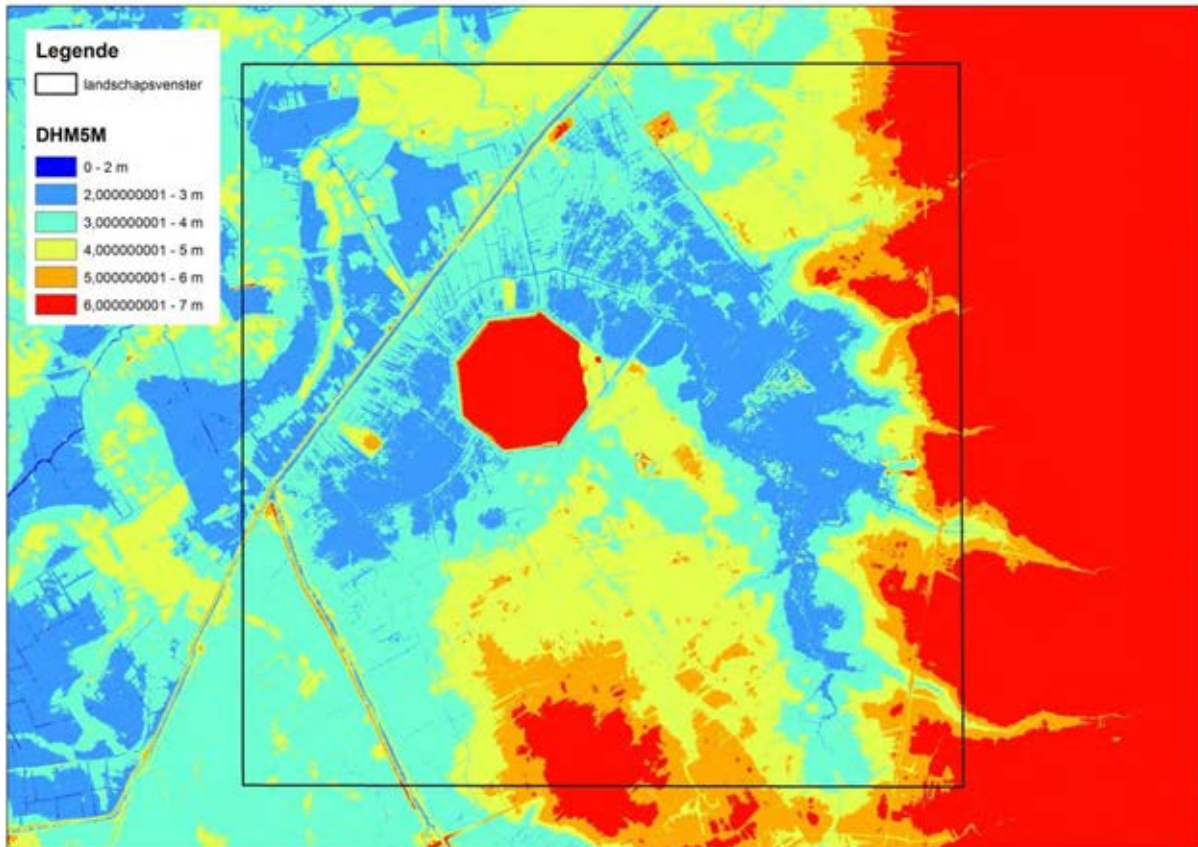 Legende
landschapsvenster
DHM5M
0 - 2 m
2,000000001 - 3 m
3,000000001 - 4 m
4,000000001 - 5 m
5,000000001 - 6 m
6,000000001 - 7 m